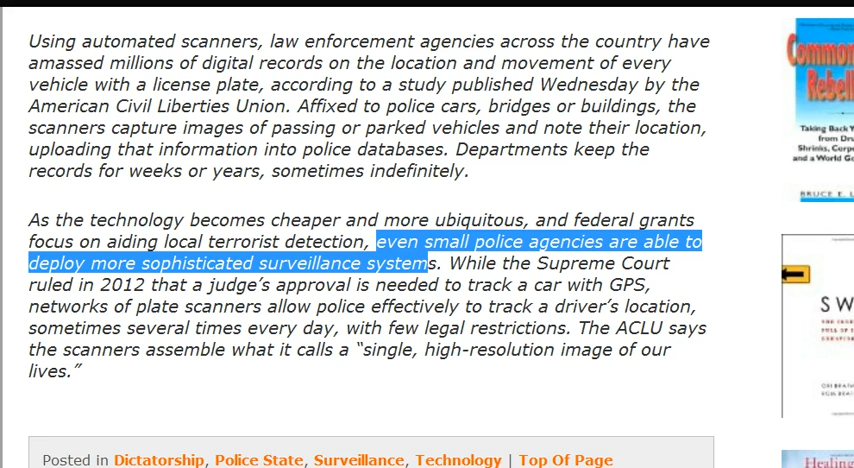 Using automated scanners, law enforcement agencies across the country have
amassed millions of digital records on the location and movement of every
vehicle with a license plate, according to a study published Wednesday by the
American Civil Liberties Union. Affixed to police cars, bridges or buildings, the
scanners capture images of passing or parked vehicles and note their location,
uploading that information into police databases. Departments keep the
records for weeks or years, sometimes indefinitely.
As the technology becomes cheaper and more ubiquitous, and federal grants
focus on aiding local terrorist detection, even small police agencies are able to
deploy more sophisticated surveillance systems. While the Supreme Court
ruled in 2012 that a judge’s approval is needed to track a car with GPS,
networks of plate scanners allow police effectively to track a driver’s location,
sometimes several times every day, with few legal restrictions. The ACLU says
the scanners assemble what it calls a “single, high-resolution image of our
lives.”
Posted in Dictatorship, Police State, Surveillance, Technology | Top Of Page
Common
Rebel
Taking Back
from
Shrinks,
and a World
BRUCE E. L
SW
Healing